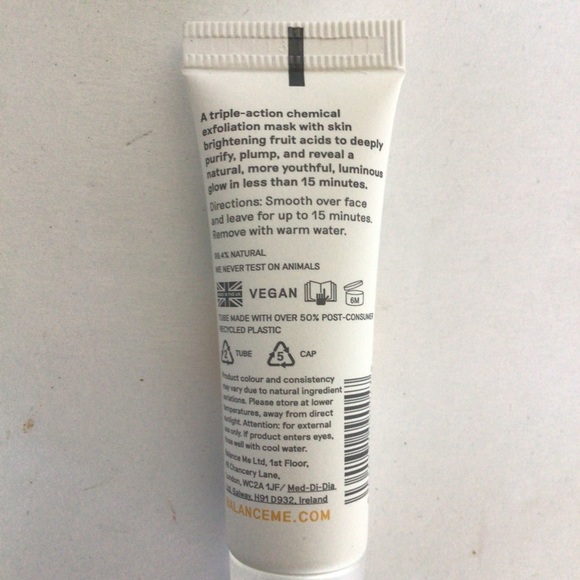 A triple-action chemical
exfoliation mask with skin
brightening fruit acids to deeply
purify, plump, and reveal a
natural, more youthful, luminous
glow in less than 15 minutes.
Directions: Smooth over face
and leave for up to 15 minutes.
Remove with warm water.
98.4% NATURAL
WE NEVER TEST ON ANIMALS
VEGAN
6M
TUBE MADE WITH OVER 50% POST-CONSUMER
RECYCLED PLASTIC
2 TUBE 5 CAP
Product colour and consistency
may vary due to natural ingredient
variations. Please store at lower
temperatures, away from direct
sunlight. Attention: for external
use only. If product enters eyes,
rinse well with cool water.
Balance Me Ltd, 1st Floor,
Chancery Lane,
London, WC2A 1JF/ Med-Di-Dia
Ltd, Galway, H91 D932, Ireland
BALANCEME.COM